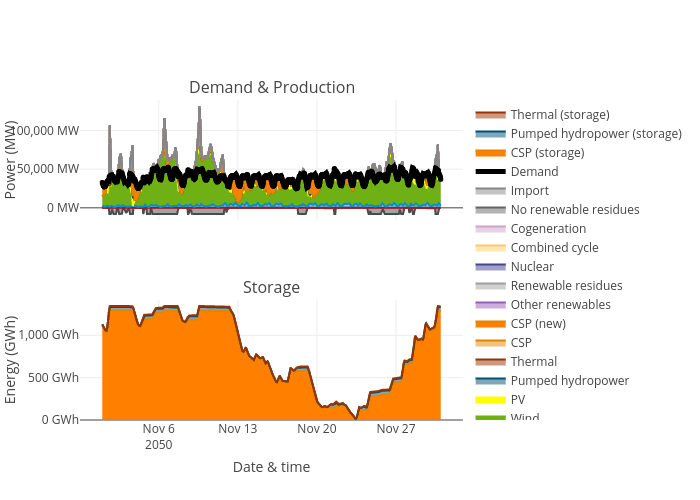 Demand & Production
Power (MW)
100,000 MW
50,000 MW
0 MW
Thermal (storage)
Pumped hydropower (storage)
CSP (storage)
Demand
Import
No renewable residues
Cogeneration
Combined cycle
Nuclear
Renewable residues
Other renewables
CSP (new)
CSP
Thermal
Pumped hydropower
PV
Wind
Storage
Energy (GWh)
1,000 GWh
500 GWh
0 GWh
Nov 6
2050
Nov 13
Nov 20
Nov 27
Date & time